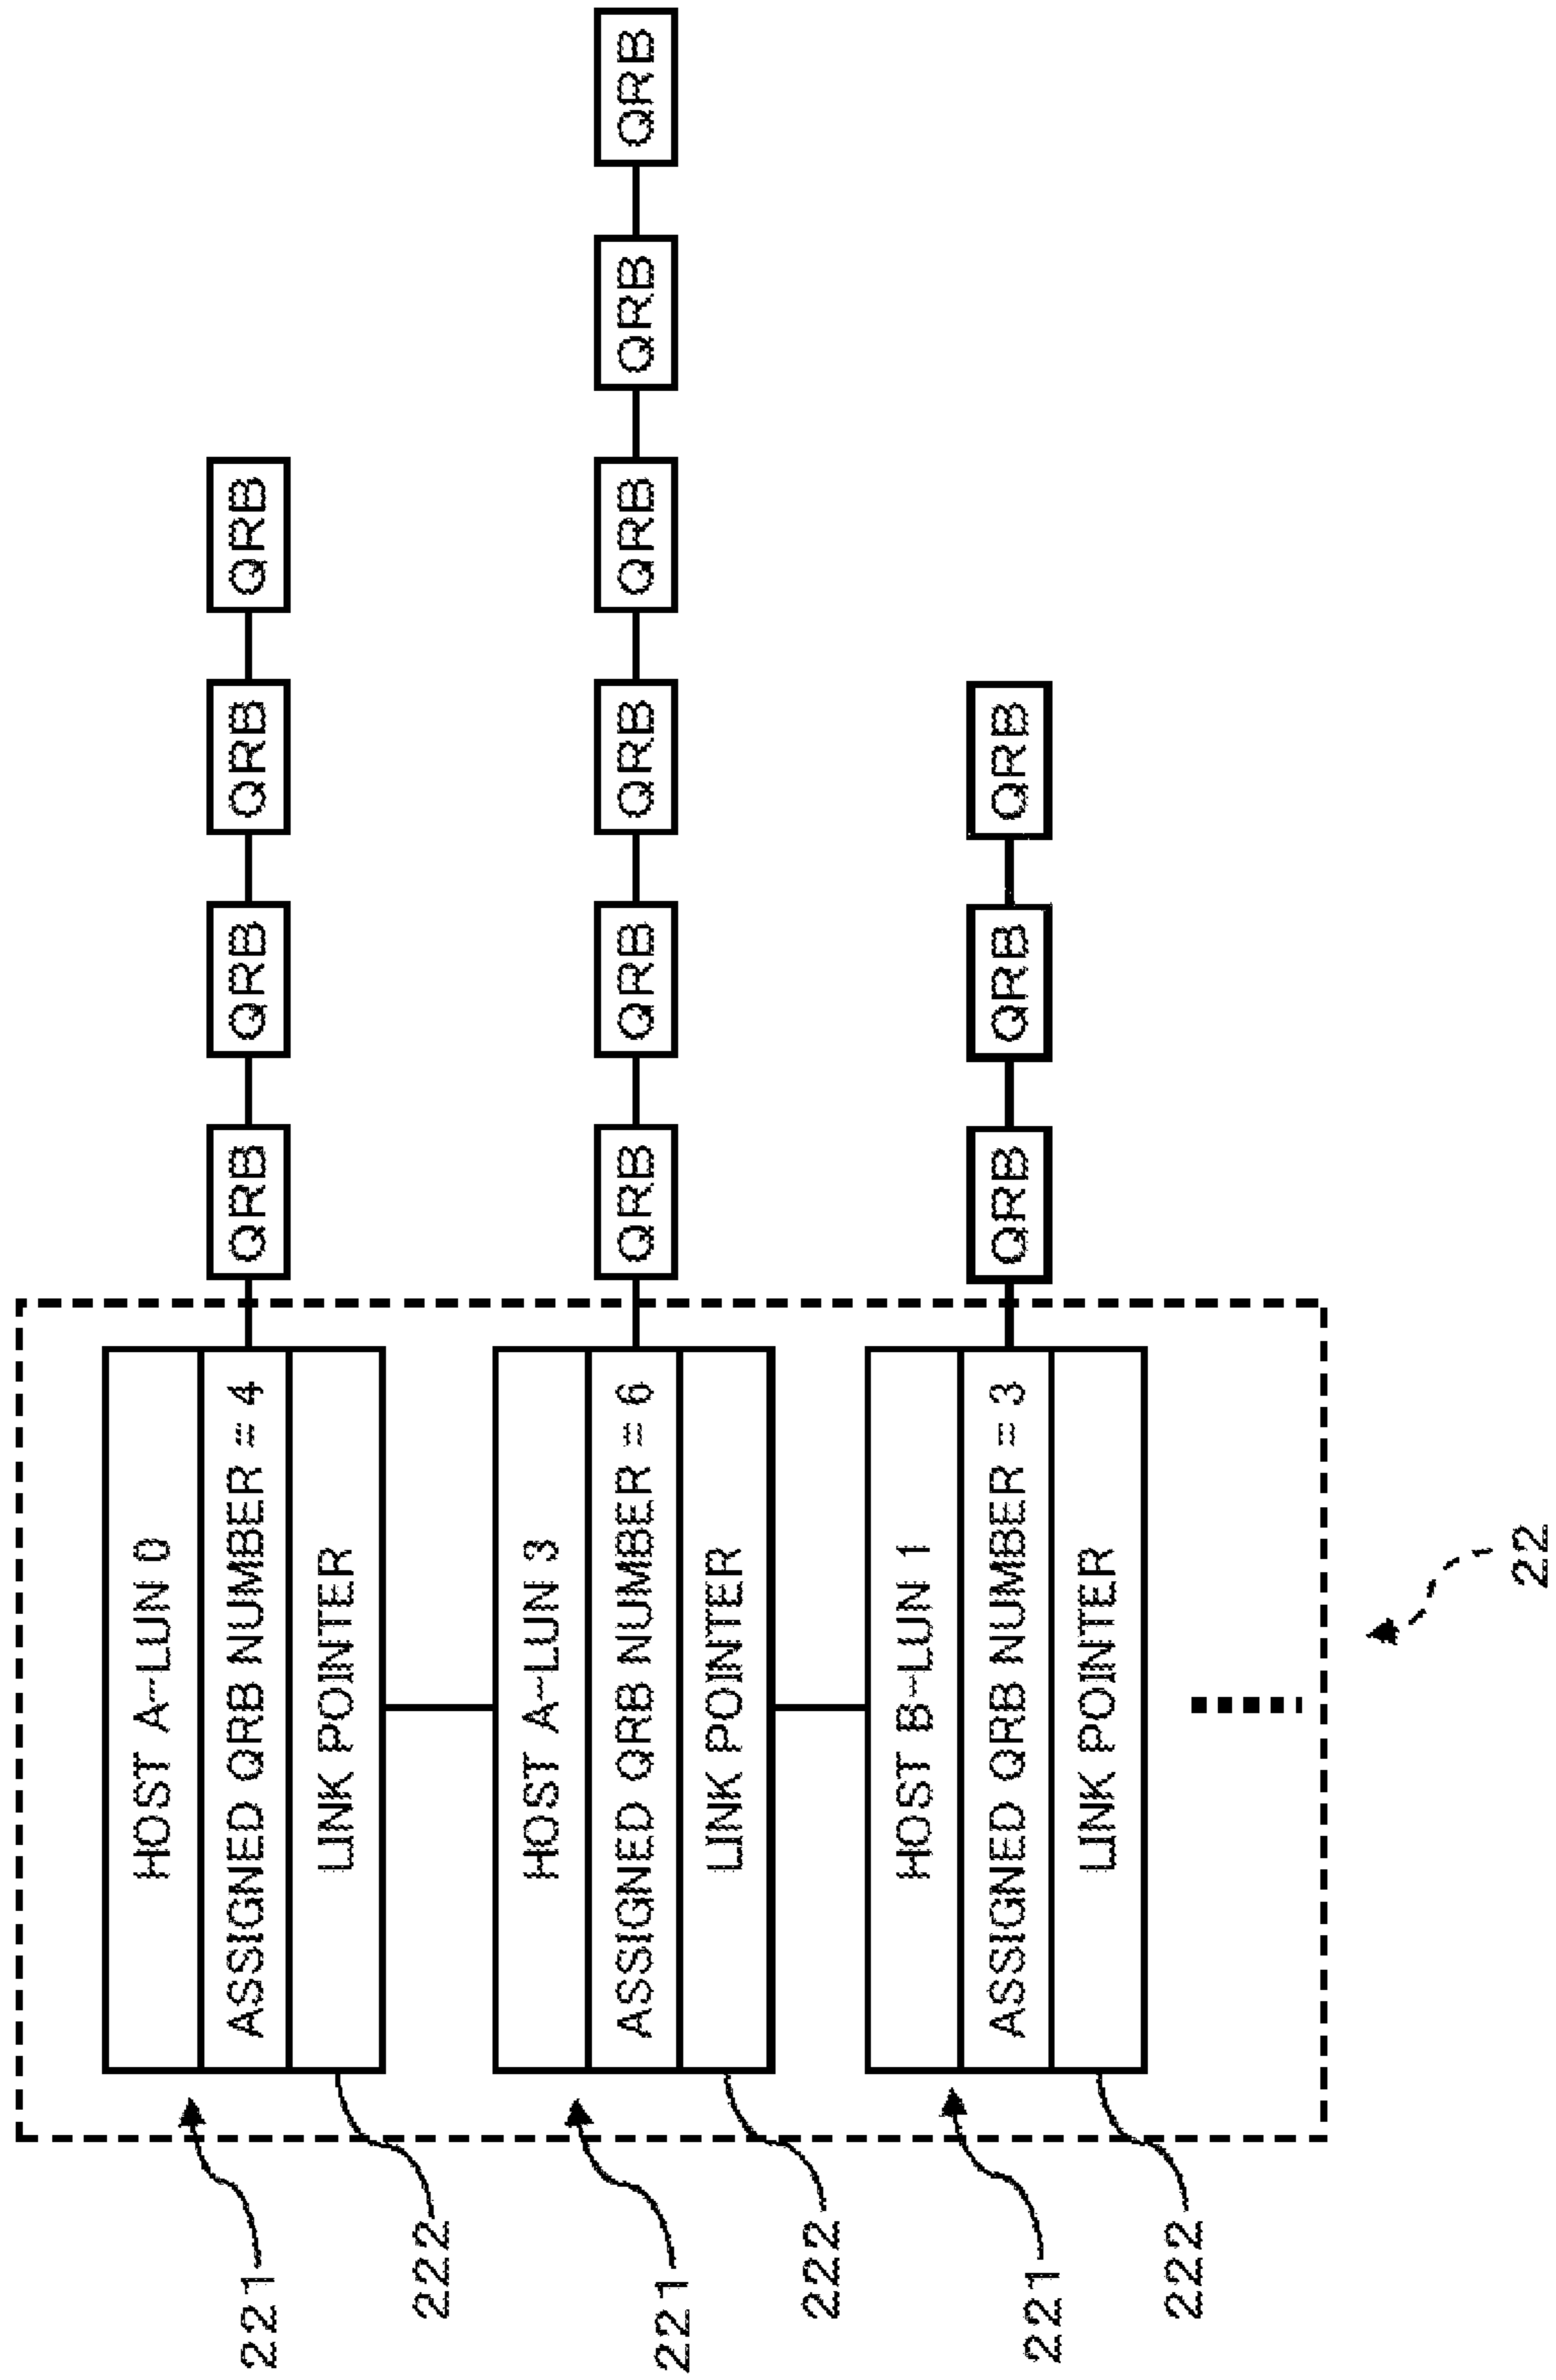 HOST A-LUN 0
ASSIGNED QRB NUMBER = 4
LINK POINTER
QRB QRB QRB QRB
221
222
HOST A-LUN 3
ASSIGNED QRB NUMBER = 6
LINK POINTER
QRB QRB QRB QRB QRB QRB
221
222
HOST B-LUN 1
ASSIGNED QRB NUMBER = 3
LINK POINTER
QRB QRB QRB
221
222
22